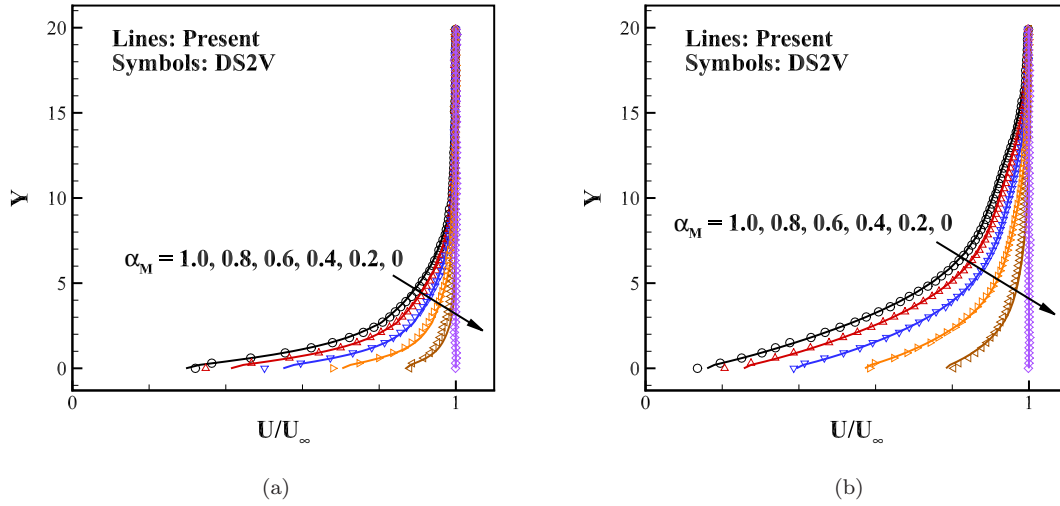 20
15
10
5
0
Y
Lines: Present
Symbols: DS2V
α_M = 1.0, 0.8, 0.6, 0.4, 0.2, 0
0
1
U/U_∞
(a)
20
15
10
5
0
Y
Lines: Present
Symbols: DS2V
α_M = 1.0, 0.8, 0.6, 0.4, 0.2, 0
0
1
U/U_∞
(b)